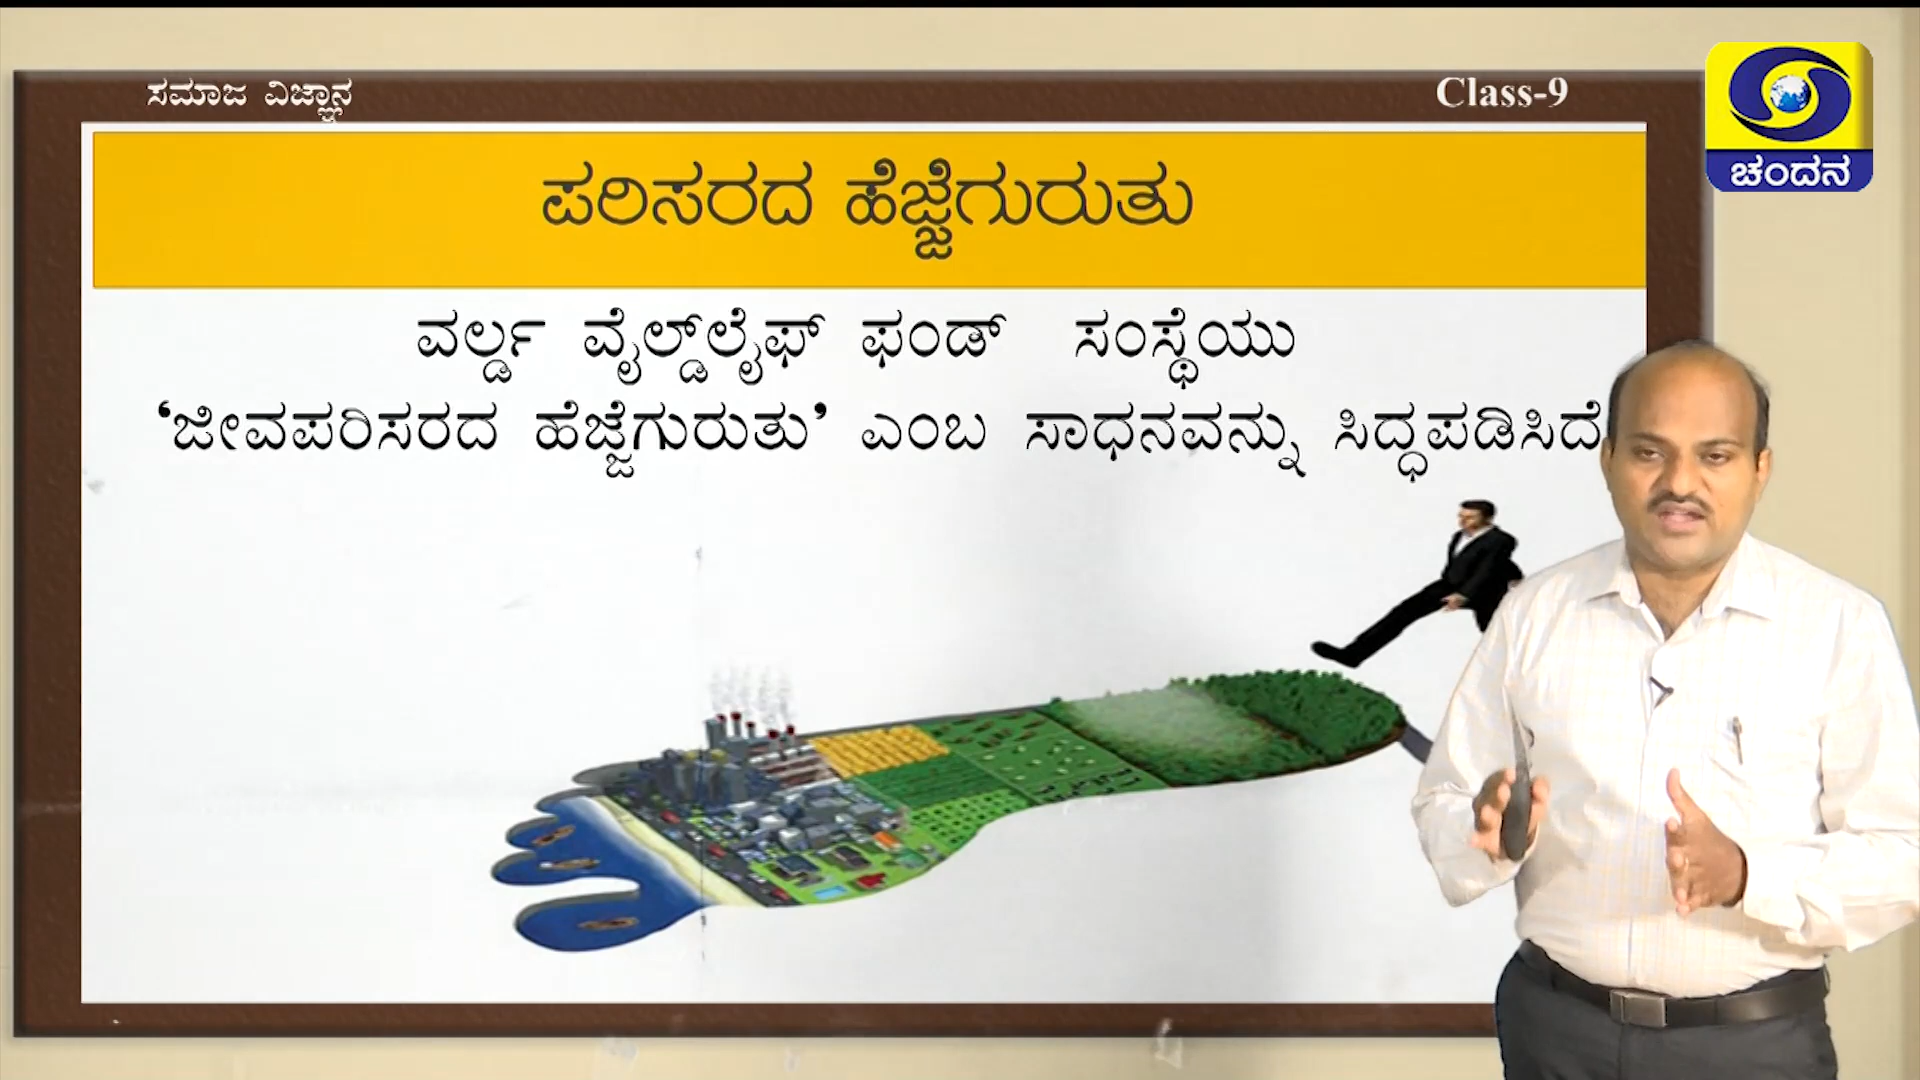 ಸಮಾಜ ವಿಜ್ಞಾನ
Class-9
ಚಂದನ
ಪರಿಸರದ ಹೆಜ್ಜೆಗುರುತು
ವರ್ಲ್ಡ್ ವೈಲ್ಡ್‌ಲೈಫ್ ಫಂಡ್ ಸಂಸ್ಥೆಯು
‘ಜೀವಪರಿಸರದ ಹೆಜ್ಜೆಗುರುತು’ ಎಂಬ ಸಾಧನವನ್ನು ಸಿದ್ಧಪಡಿಸಿದೆ